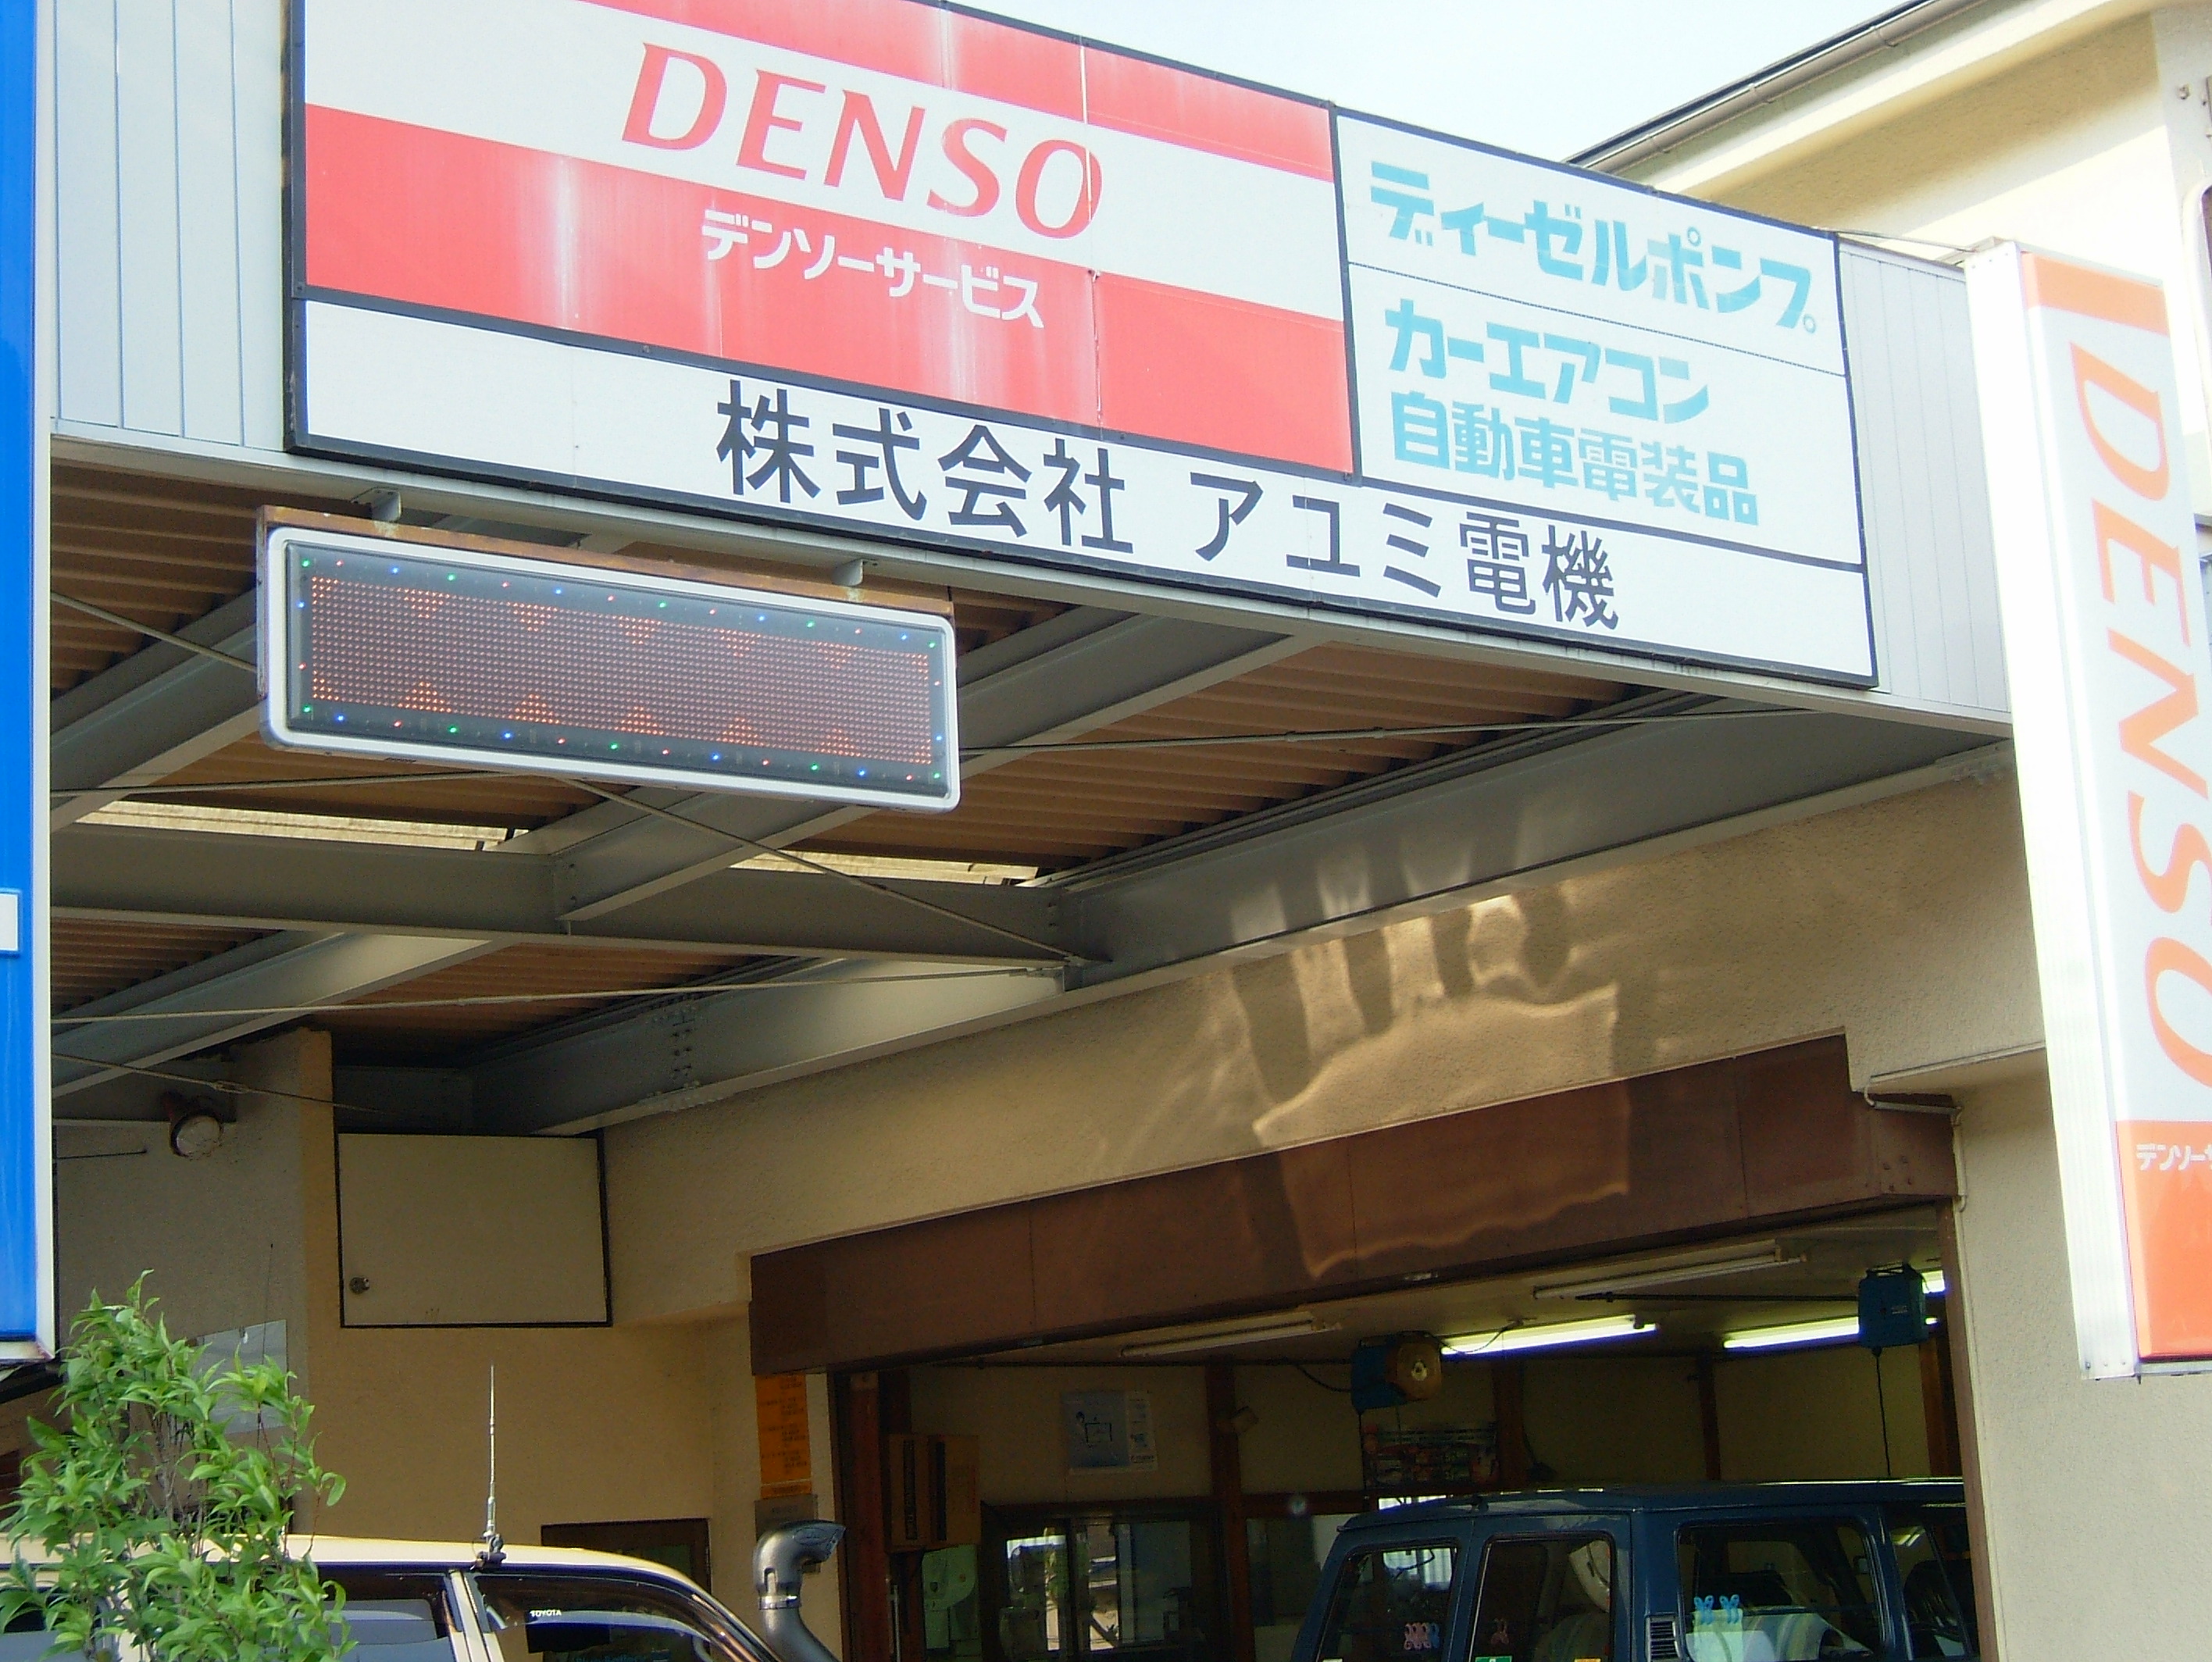 DENSO
デンソーサービス
株式会社 アユミ電機
ディーゼルポンプ
カーエアコン
自動車電装品
DENSO
デンソーサ
TOYOTA